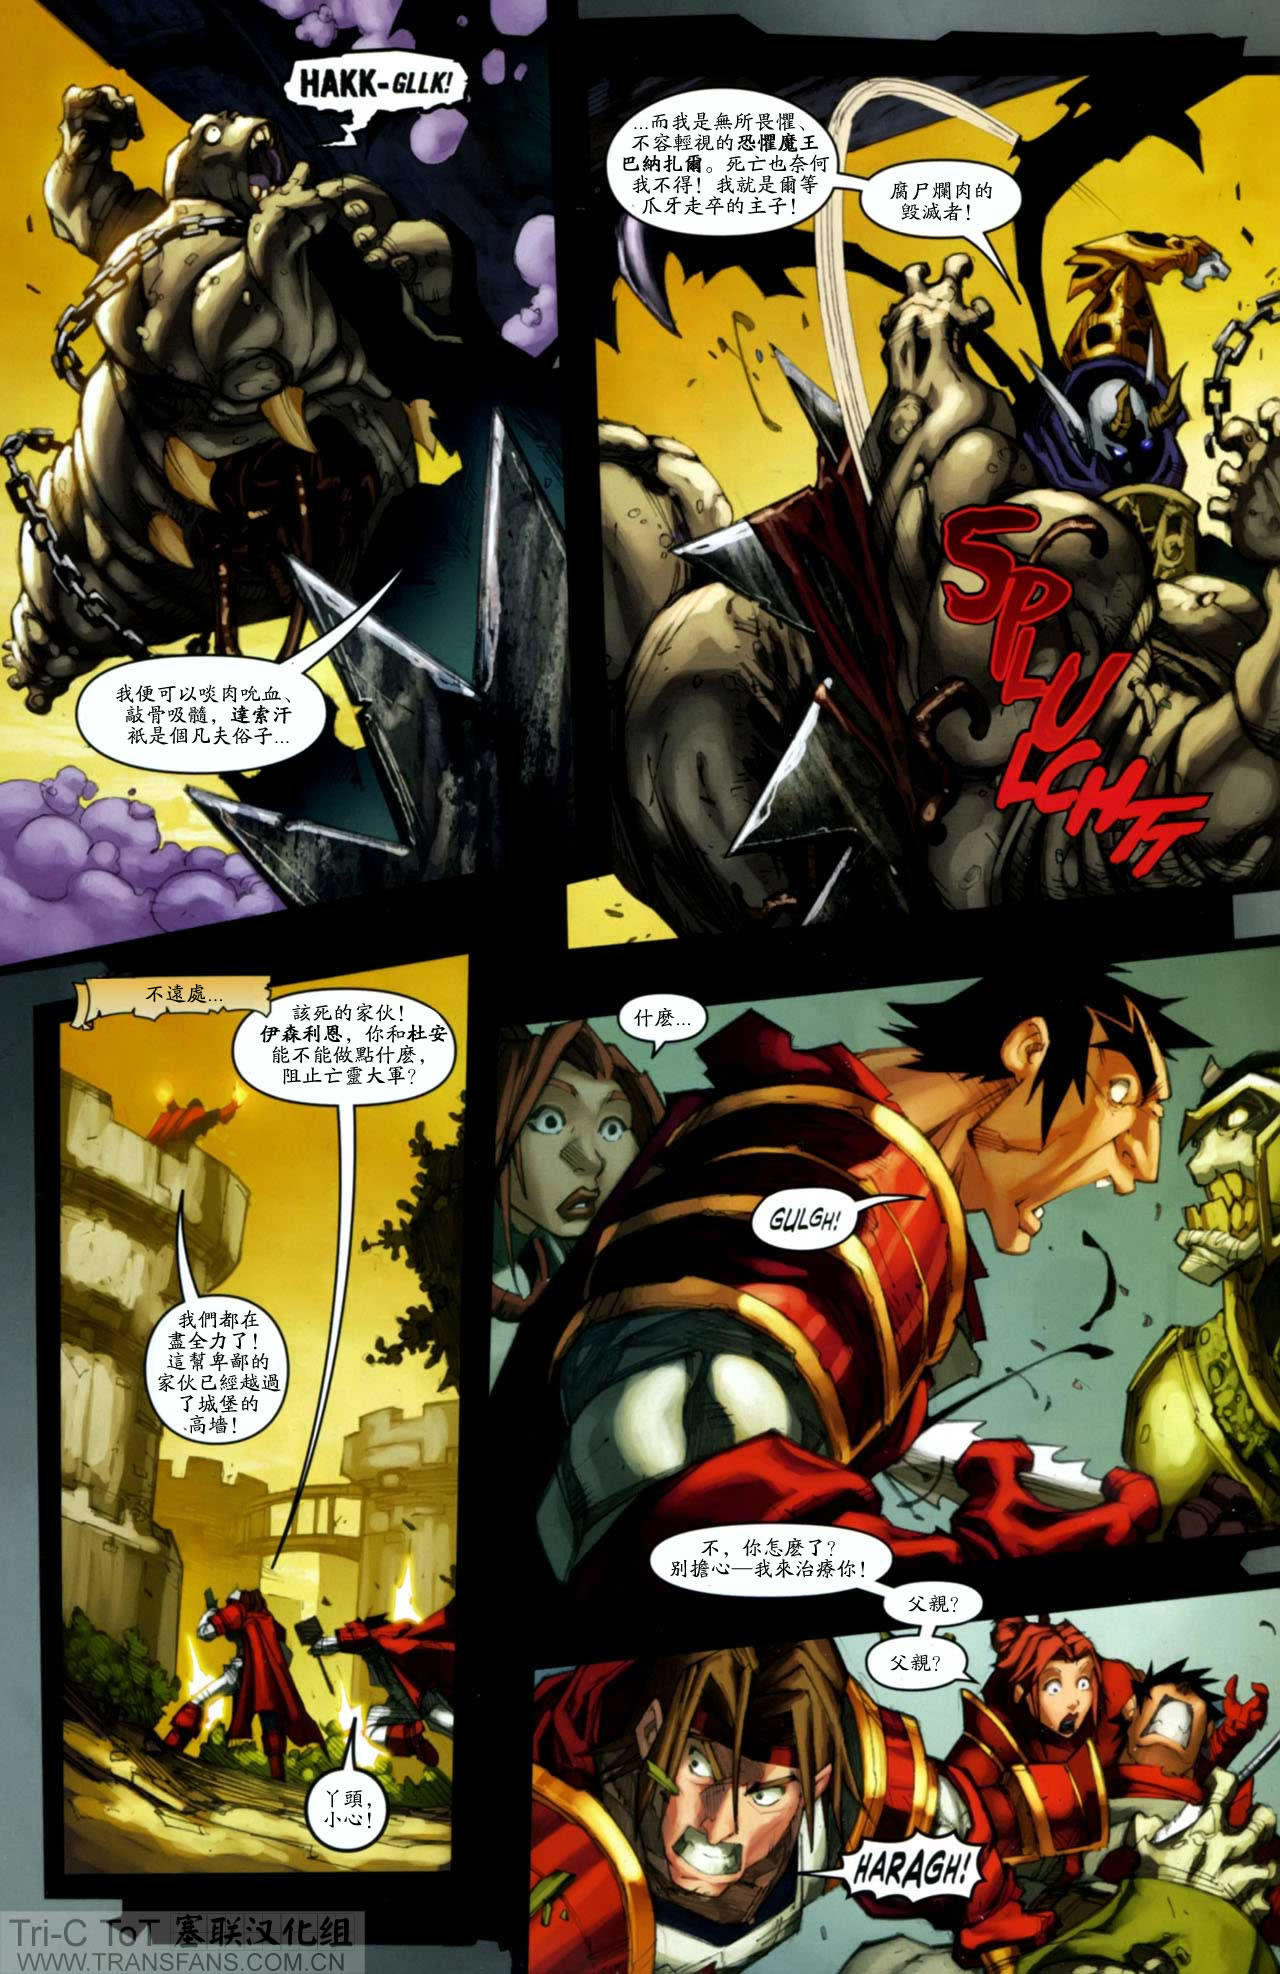 HAKK-GLLK!
我便可以啖肉吮血、
敲骨吸髓，達索汗
衹是個凡夫俗子...
...而我是無所畏懼、
不容輕視的恐懼魔王
巴納扎爾。死亡也奈何
我不得！我就是爾等
爪牙走卒的主子！
腐尸爛肉的
毀滅者！
SPLULCHTT
不遠處...
該死的家伙！
伊森利恩，你和杜安
能不能做點什麽，
阻止亡靈大軍？
我們都在
盡全力了！
這幫卑鄙的
家伙已經越過
了城堡的
高墻！
丫頭，
小心！
什麽...
GULGH!
不，你怎麽了？
别擔心—我來治療你！
父親？
父親？
HARAGH!
Tri-C ToT 塞联汉化组
WWW.TRANSFANS.COM.CN